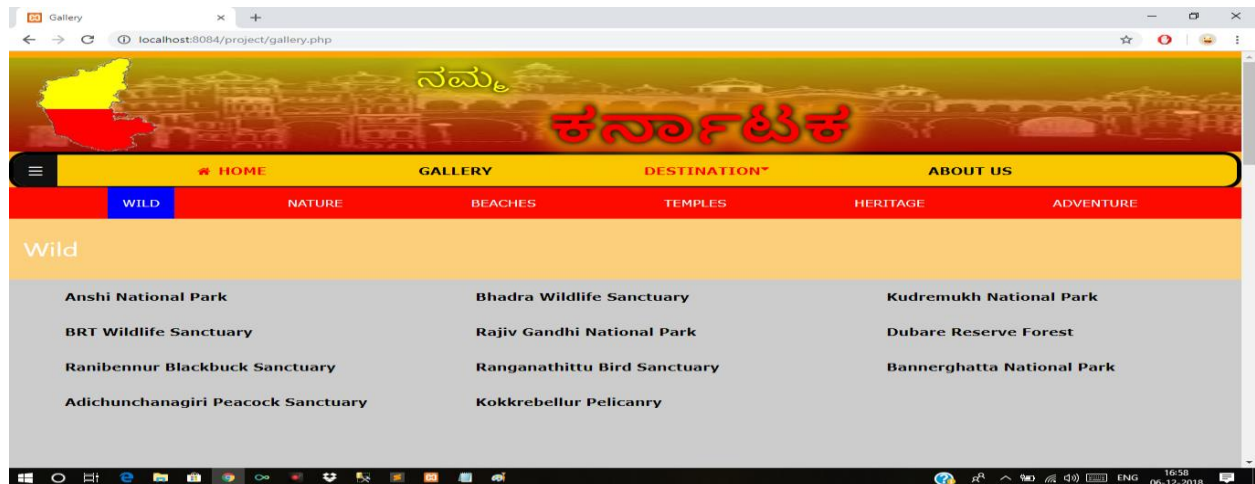 Gallery
localhost:8084/project/gallery.php
ನಮ್ಮ
ಕರ್ನಾಟಕ
HOME GALLERY DESTINATION ABOUT US
WILD NATURE BEACHES TEMPLES HERITAGE ADVENTURE
Wild
Anshi National Park Bhadra Wildlife Sanctuary Kudremukh National Park
BRT Wildlife Sanctuary Rajiv Gandhi National Park Dubare Reserve Forest
Ranibennur Blackbuck Sanctuary Ranganathittu Bird Sanctuary Bannerghatta National Park
Adichunchanagiri Peacock Sanctuary Kokkrebellur Pelicanry
ENG
16:58
06-12-2018